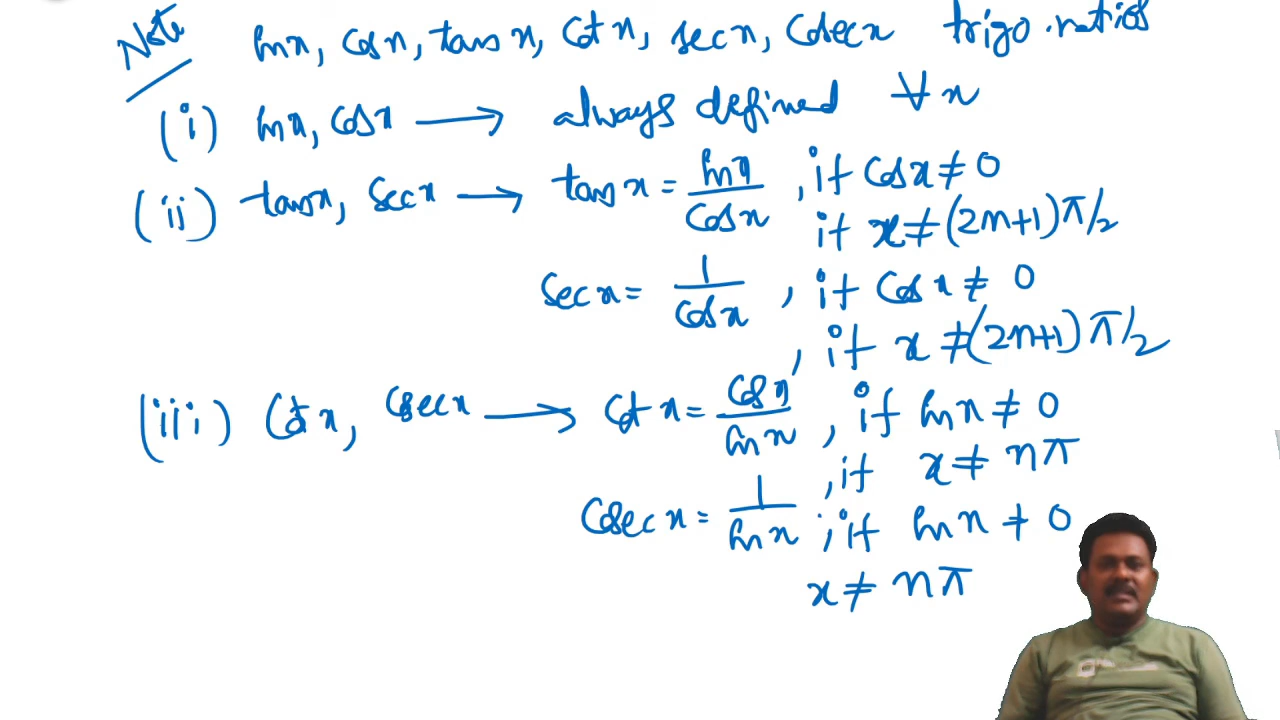 Note sin x, cos x, tan x, cot x, sec x, cosec x trigo. ratios
(i) sin x, cos x → always defined ∀ x
(ii) tan x, sec x → tan x = sin x / cos x , if cos x ≠ 0
if x ≠ (2n+1) π/2
sec x = 1 / cos x , if cos x ≠ 0
, if x ≠ (2n+1) π/2
(iii) cot x, cosec x → cot x = cos x / sin x , if sin x ≠ 0
, if x ≠ nπ
cosec x = 1 / sin x ; if sin x ≠ 0
x ≠ nπ